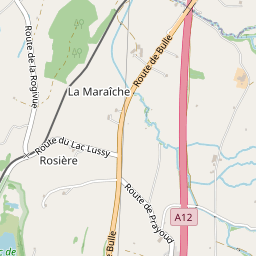 Route de la Rogivue
Route de Bulle
La Maraîche
Route du Lac Lussy
Rosière
Route de Prayoud
A12
de Bulle